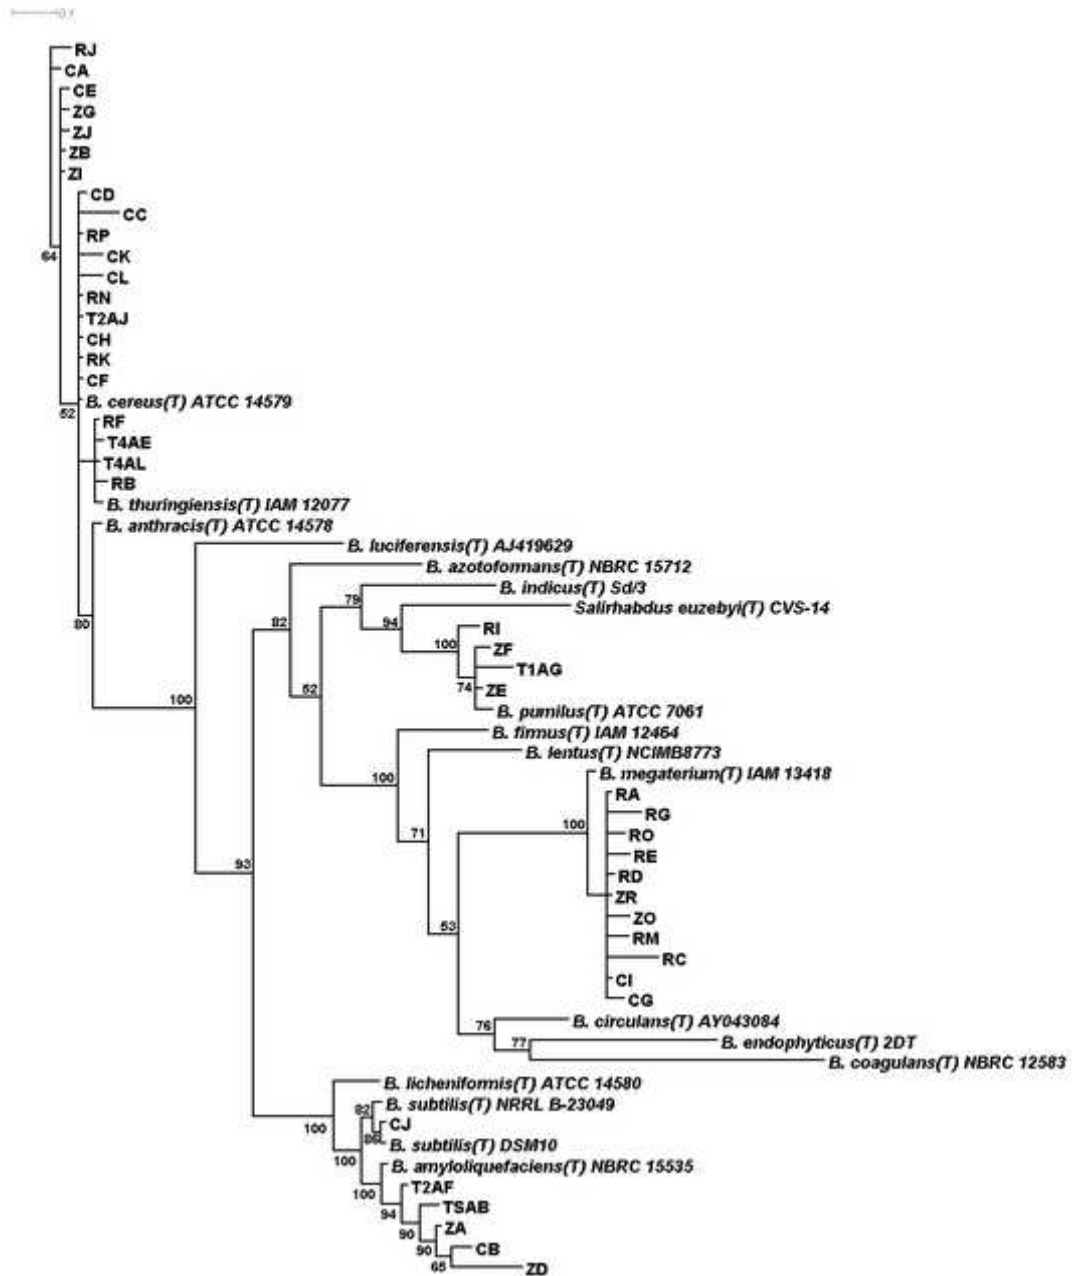 0.1
RJ
CA
CE
ZG
ZJ
ZB
ZI
CD
CC
RP
64
CK
CL
RN
T2AJ
CH
RK
CF
B. cereus(T) ATCC 14579
52
RF
T4AE
T4AL
RB
B. thuringiensis(T) IAM 12077
B. anthracis(T) ATCC 14578
B. luciferensis(T) AJ419629
B. azotoformans(T) NBRC 15712
B. indicus(T) Sd/3
79
Salirhabdus euzebyi(T) CVS-14
80
82
94
RI
100
ZF
T1AG
74
ZE
52
100
B. pumilus(T) ATCC 7061
B. firmus(T) IAM 12464
B. lentus(T) NCIMB8773
100
B. megaterium(T) IAM 13418
RA
RG
100
71
RO
RE
93
RD
ZR
ZO
53
RM
RC
CI
CG
76
B. circulans(T) AY043084
77
B. endophyticus(T) 2DT
B. coagulans(T) NBRC 12583
B. licheniformis(T) ATCC 14580
82
B. subtilis(T) NRRL B-23049
100
CJ
86
B. subtilis(T) DSM10
100
B. amyloliquefaciens(T) NBRC 15535
100
T2AF
94
TSAB
90
ZA
90
CB
65
ZD